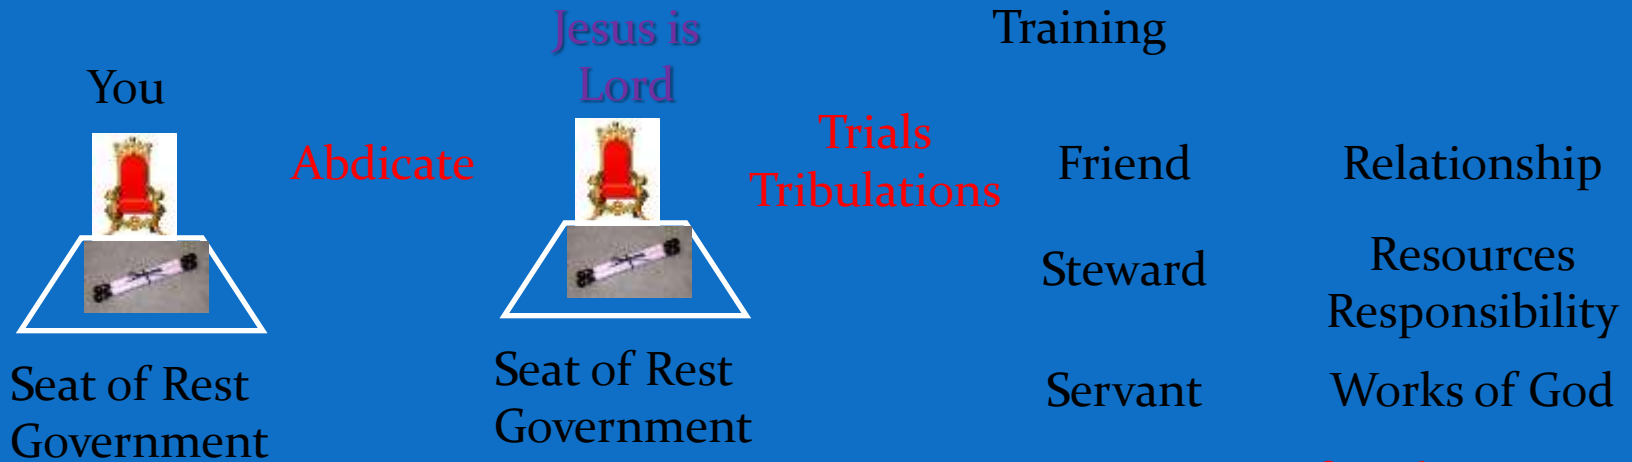 You
Seat of Rest
Government
Abdicate
Jesus is
Lord
Seat of Rest
Government
Trials
Tribulations
Training
Friend
Relationship
Steward
Resources
Responsibility
Servant
Works of God